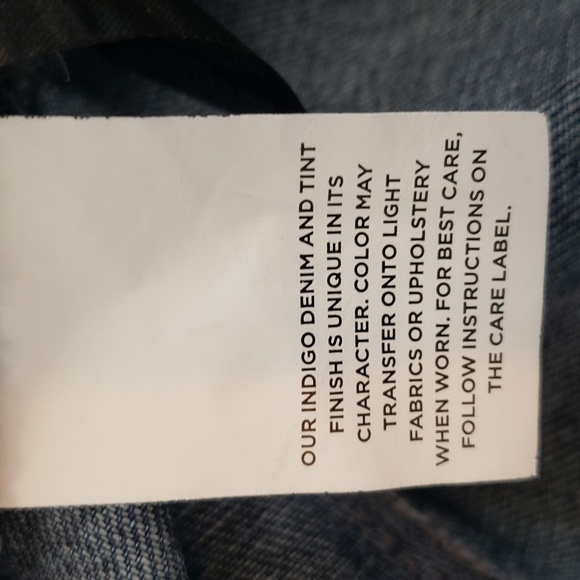 OUR INDIGO DENIM AND TINT
FINISH IS UNIQUE IN ITS
CHARACTER. COLOR MAY
TRANSFER ONTO LIGHT
FABRICS OR UPHOLSTERY
WHEN WORN. FOR BEST CARE,
FOLLOW INSTRUCTIONS ON
THE CARE LABEL.